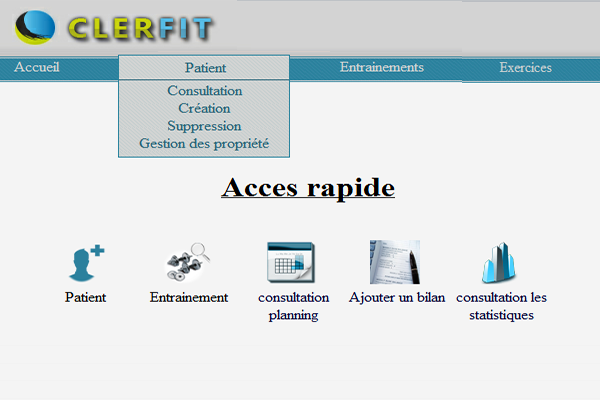 CLERFIT
Accueil Patient Entrainements Exercices
Consultation
Création
Suppression
Gestion des propriété
Acces rapide
Patient Entrainement consultation Ajouter un bilan consultation les
planning statistiques